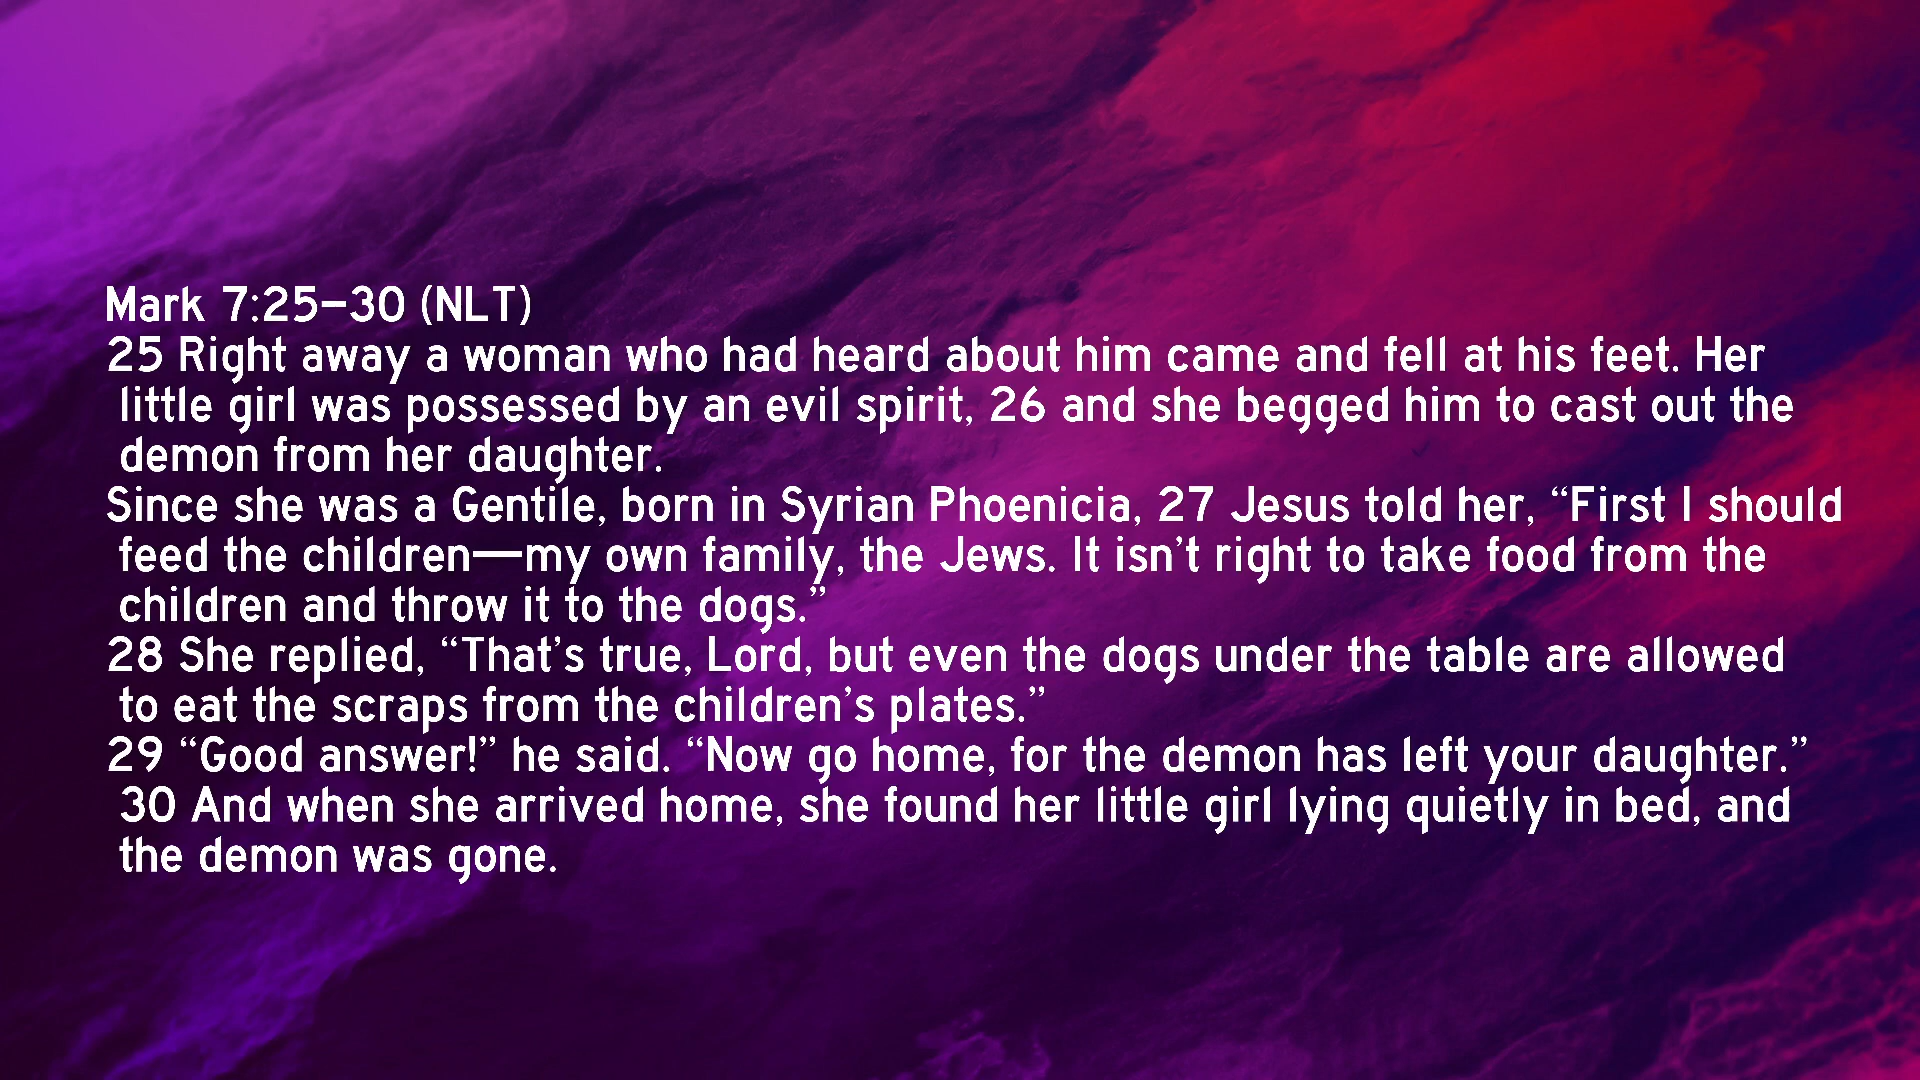 Mark 7:25–30 (NLT)
25 Right away a woman who had heard about him came and fell at his feet. Her
little girl was possessed by an evil spirit, 26 and she begged him to cast out the
demon from her daughter.
Since she was a Gentile, born in Syrian Phoenicia, 27 Jesus told her, “First I should
feed the children—my own family, the Jews. It isn’t right to take food from the
children and throw it to the dogs.”
28 She replied, “That’s true, Lord, but even the dogs under the table are allowed
to eat the scraps from the children’s plates.”
29 “Good answer!” he said. “Now go home, for the demon has left your daughter.”
30 And when she arrived home, she found her little girl lying quietly in bed, and
the demon was gone.